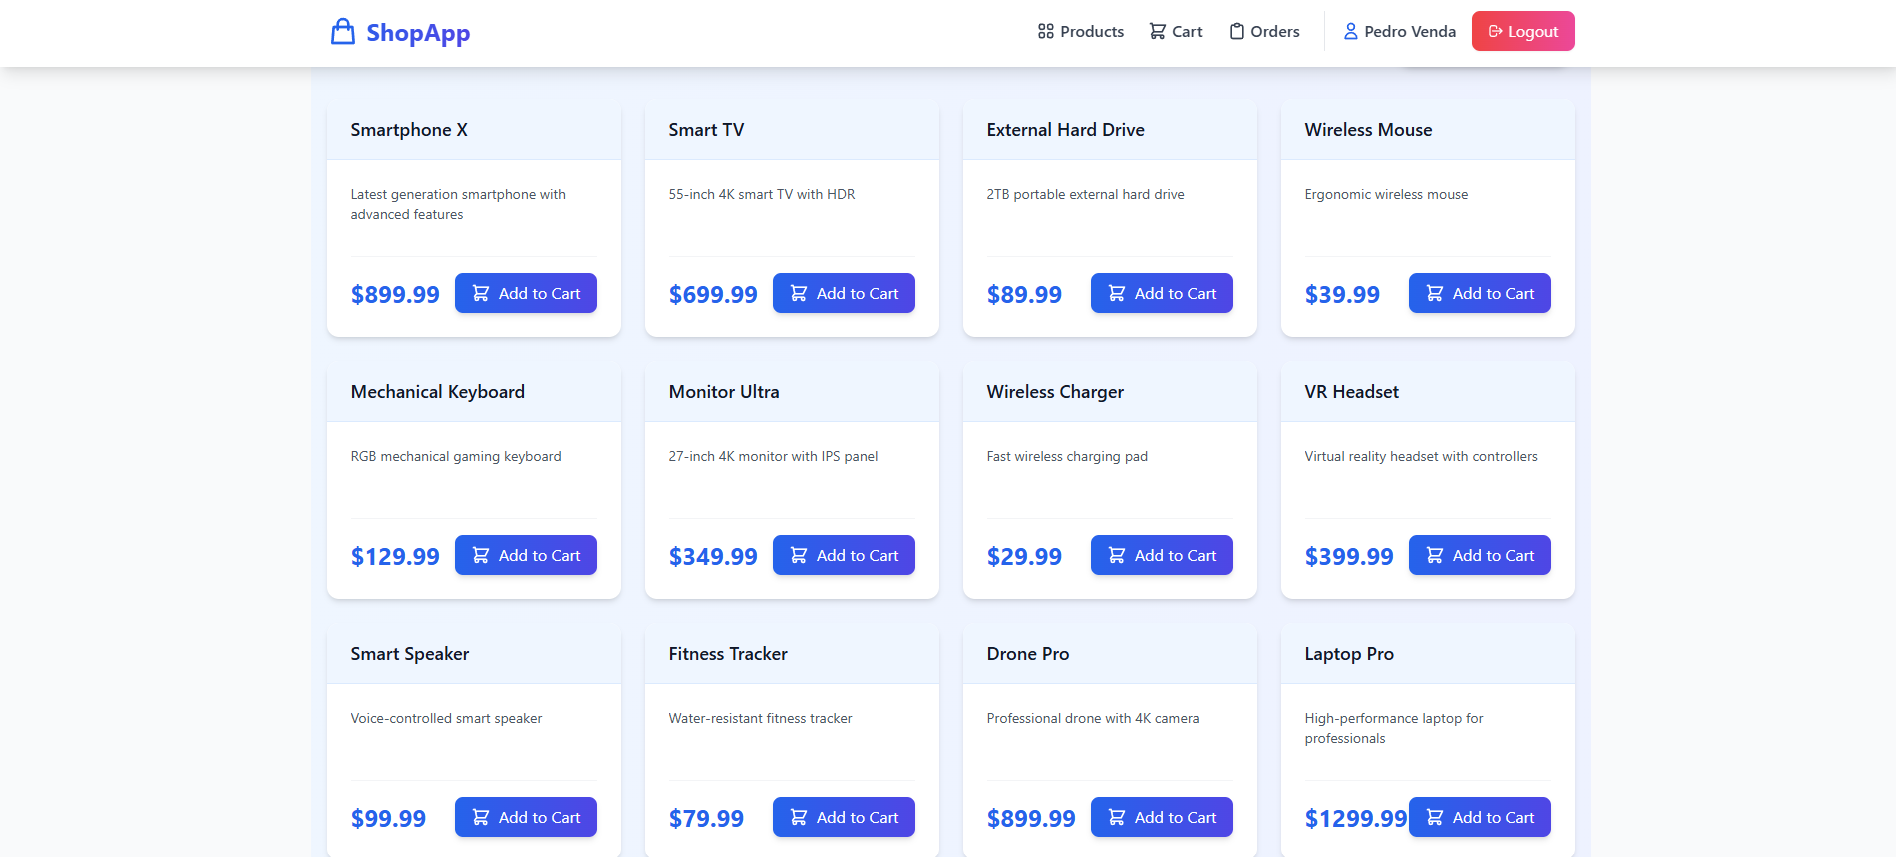 ShopApp
Products Cart Orders Pedro Venda Logout
Smartphone X
Latest generation smartphone with
advanced features
$899.99 Add to Cart
Smart TV
55-inch 4K smart TV with HDR
$699.99 Add to Cart
External Hard Drive
2TB portable external hard drive
$89.99 Add to Cart
Wireless Mouse
Ergonomic wireless mouse
$39.99 Add to Cart
Mechanical Keyboard
RGB mechanical gaming keyboard
$129.99 Add to Cart
Monitor Ultra
27-inch 4K monitor with IPS panel
$349.99 Add to Cart
Wireless Charger
Fast wireless charging pad
$29.99 Add to Cart
VR Headset
Virtual reality headset with controllers
$399.99 Add to Cart
Smart Speaker
Voice-controlled smart speaker
$99.99 Add to Cart
Fitness Tracker
Water-resistant fitness tracker
$79.99 Add to Cart
Drone Pro
Professional drone with 4K camera
$899.99 Add to Cart
Laptop Pro
High-performance laptop for
professionals
$1299.99 Add to Cart